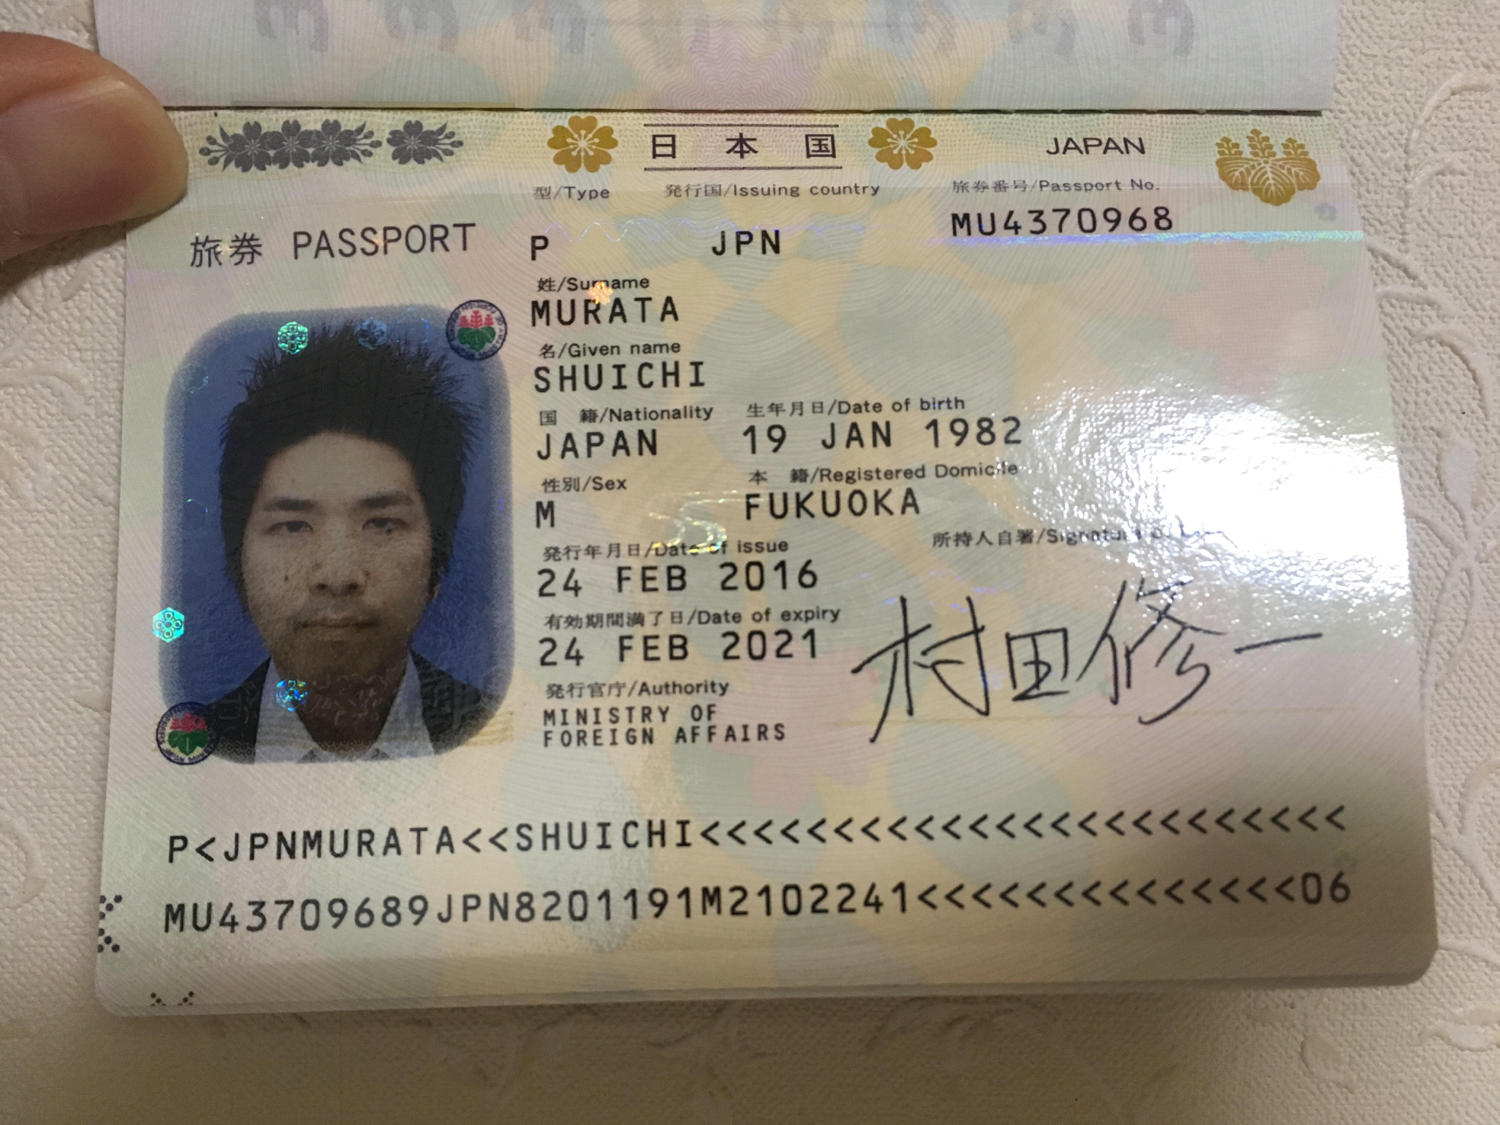 日本国
JAPAN
型/Type
発行国/Issuing country
旅券番号/Passport No.
旅券 PASSPORT
P
JPN
MU4370968
姓/Surname
MURATA
名/Given name
SHUICHI
国 籍/Nationality
生年月日/Date of birth
JAPAN
19 JAN 1982
性別/Sex
本 籍/Registered Domicile
M
FUKUOKA
発行年月日/Date of issue
所持人自署/Signature
24 FEB 2016
有効期間満了日/Date of expiry
24 FEB 2021
村田修一
発行官庁/Authority
MINISTRY OF
FOREIGN AFFAIRS
P<JPNMURATA<<SHUICHI<<<<<<<<<<<<<<<<<<<<<<<<
MU43709689JPN8201191M2102241<<<<<<<<<<<<<<06